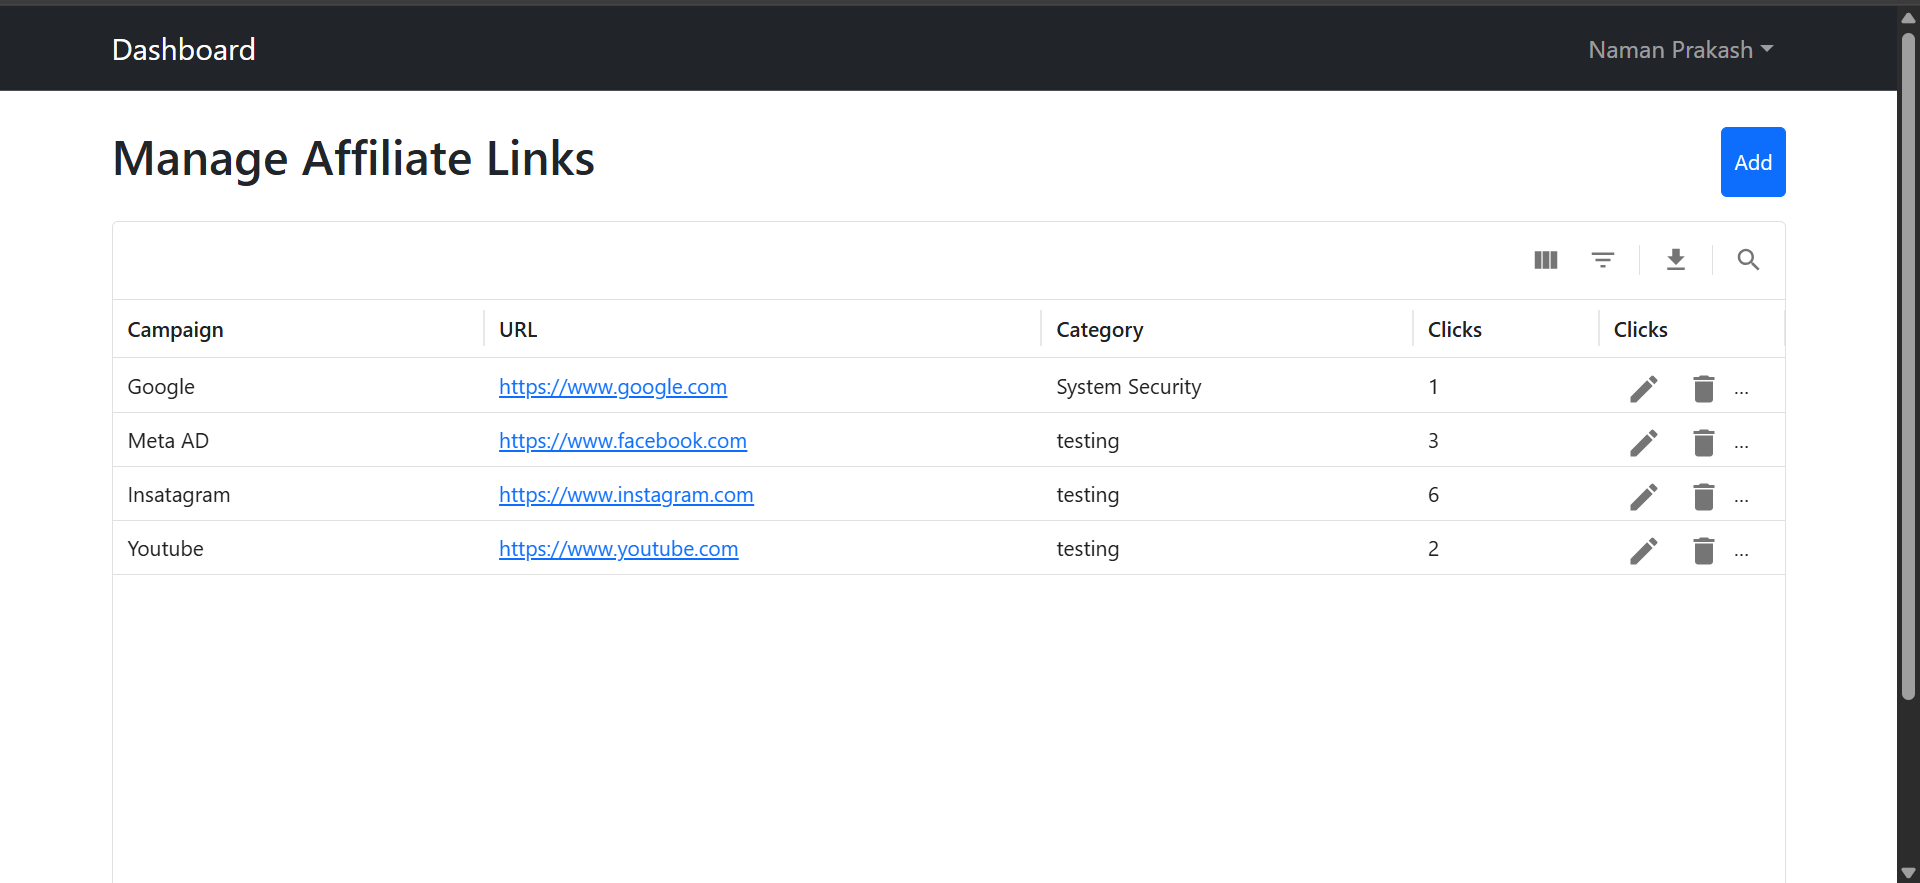 Dashboard Naman Prakash
Manage Affiliate Links Add
Campaign URL Category Clicks Clicks
Google https://www.google.com System Security 1 ...
Meta AD https://www.facebook.com testing 3 ...
Insatagram https://www.instagram.com testing 6 ...
Youtube https://www.youtube.com testing 2 ...